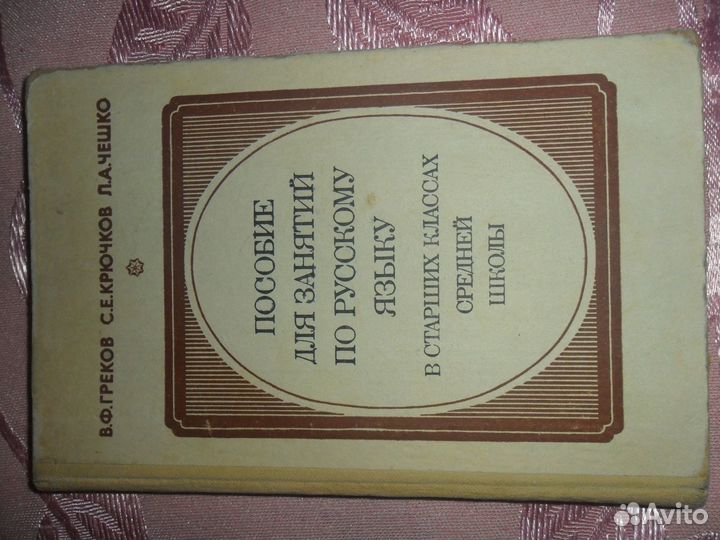 В.Ф.ГРЕКОВ С.Е.КРЮЧКОВ Л.А.ЧЕШКО
ПОСОБИЕ
ДЛЯ ЗАНЯТИЙ
ПО РУССКОМУ
ЯЗЫКУ
В СТАРШИХ КЛАССАХ
СРЕДНЕЙ
ШКОЛЫ
Avito